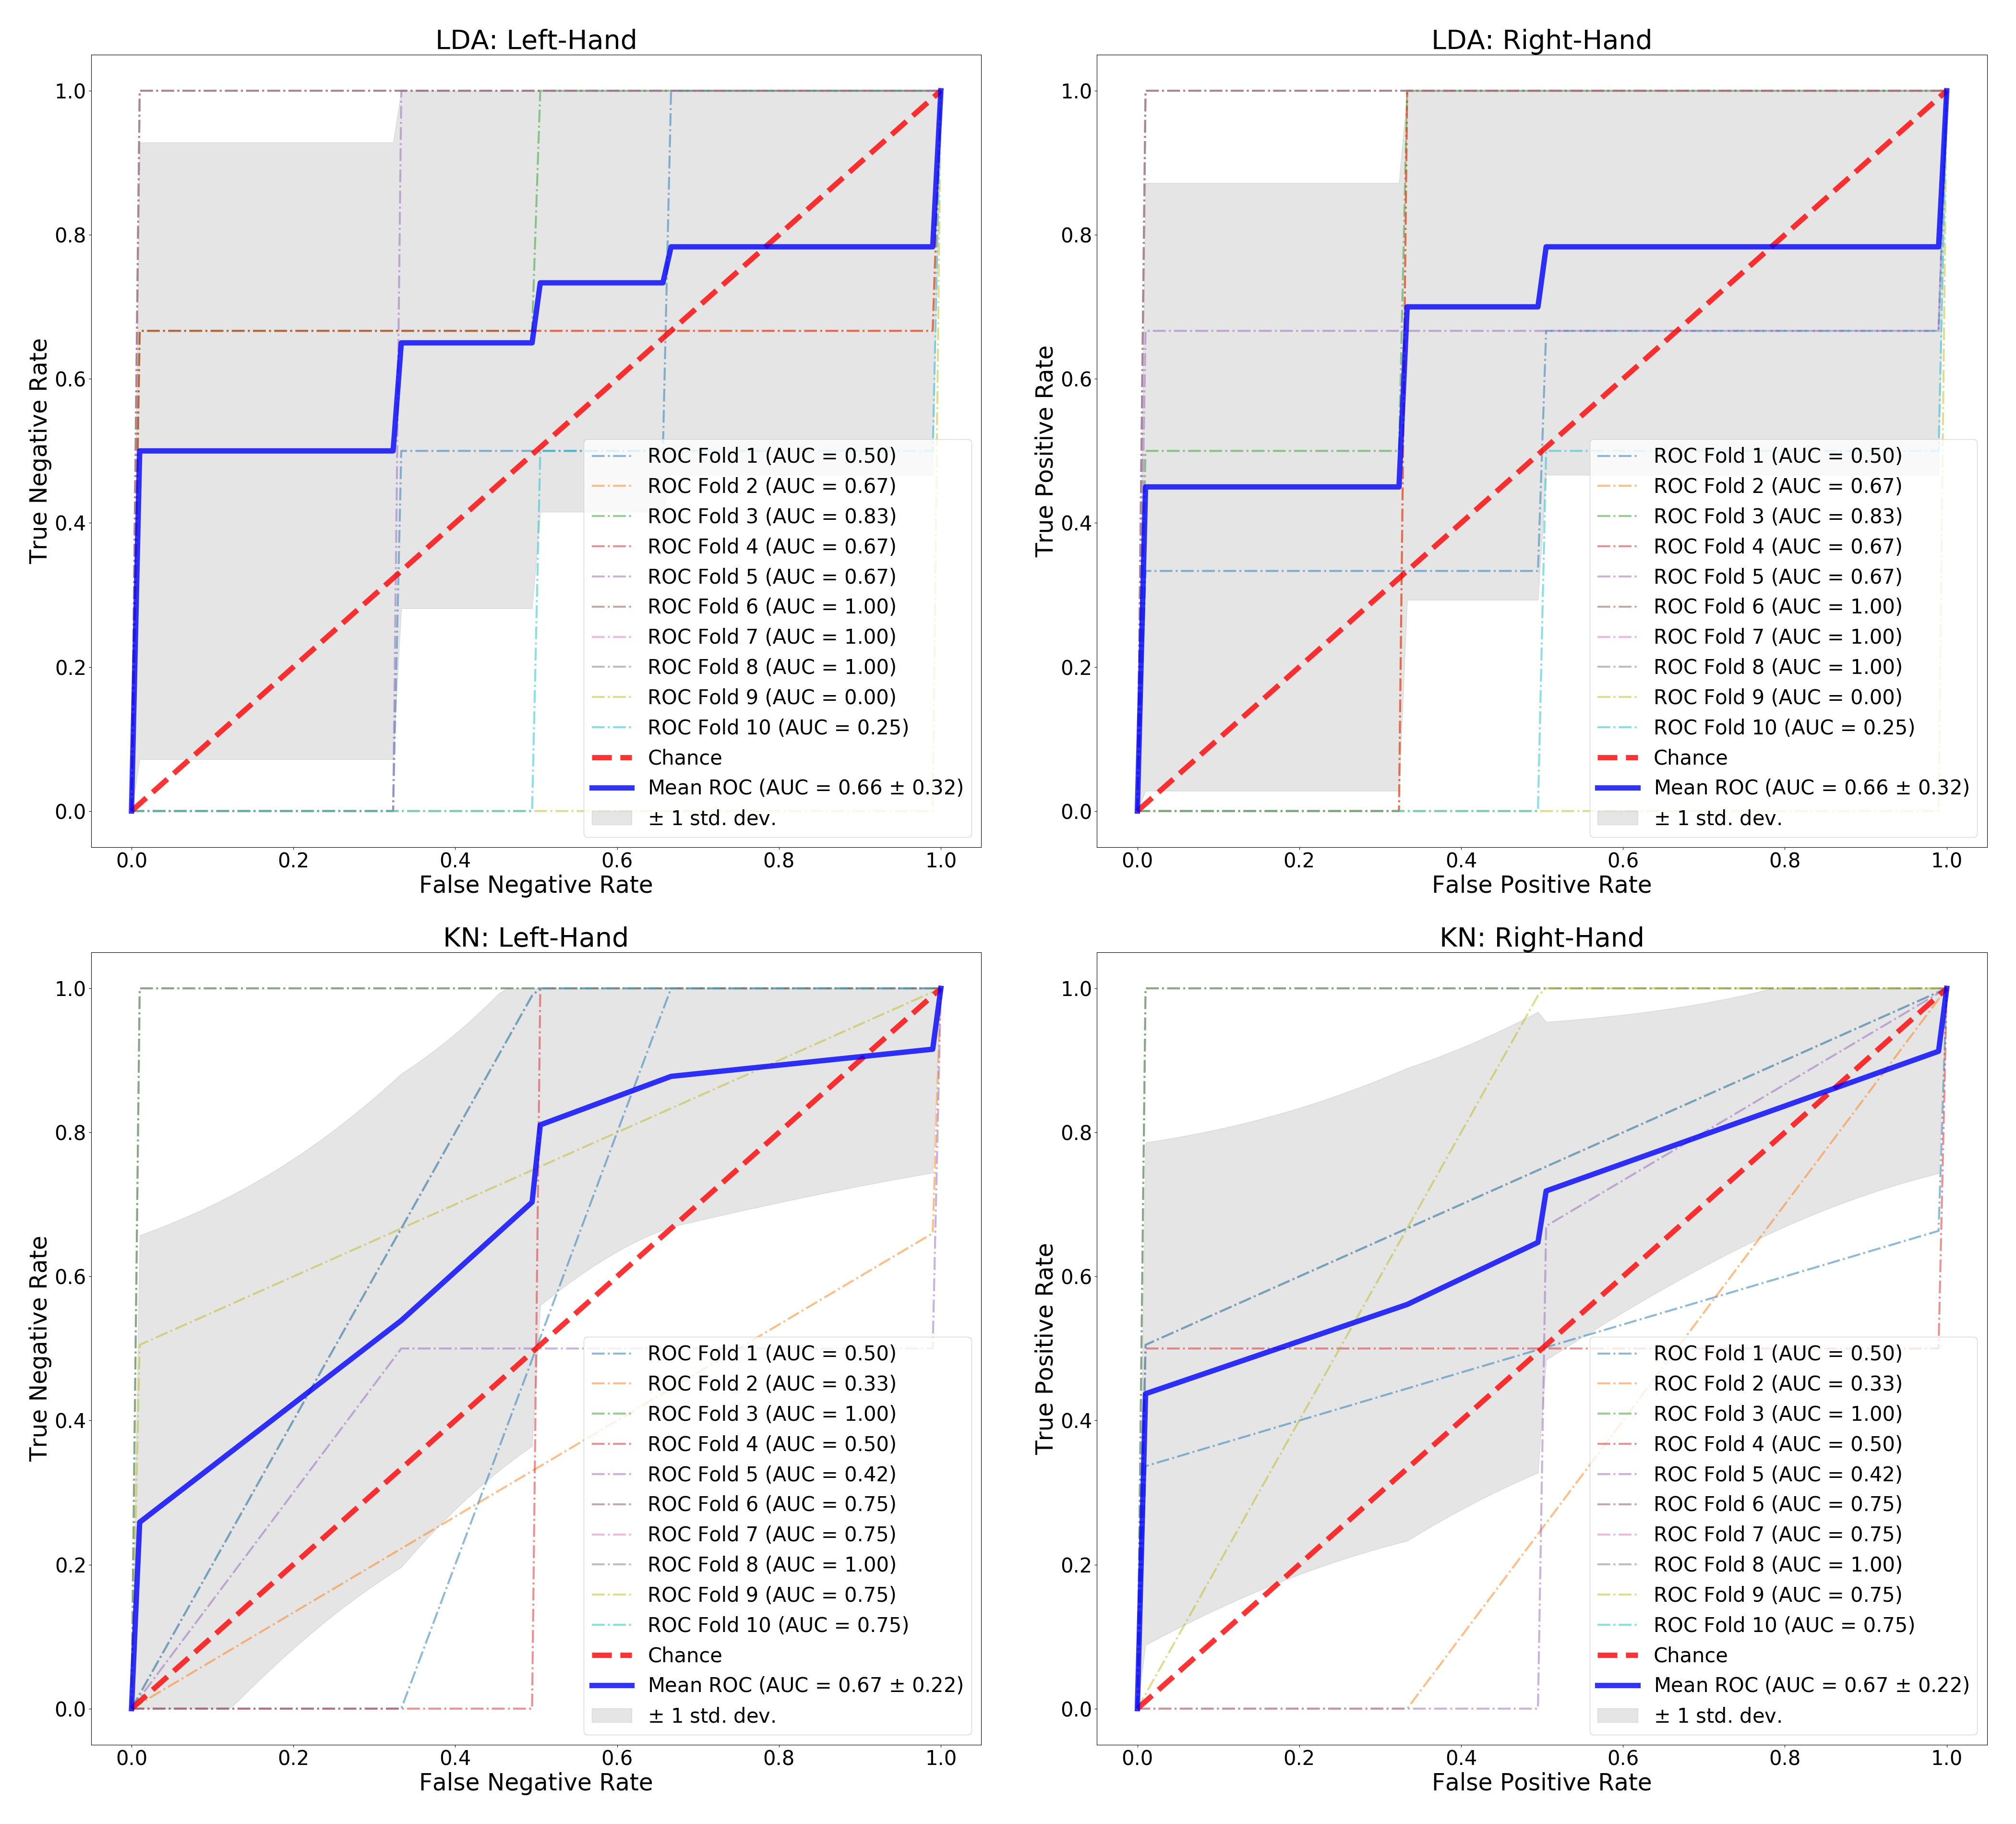 LDA: Left-Hand
True Negative Rate
1.0
0.8
0.6
0.4
0.2
0.0
ROC Fold 1 (AUC = 0.50)
ROC Fold 2 (AUC = 0.67)
ROC Fold 3 (AUC = 0.83)
ROC Fold 4 (AUC = 0.67)
ROC Fold 5 (AUC = 0.67)
ROC Fold 6 (AUC = 1.00)
ROC Fold 7 (AUC = 1.00)
ROC Fold 8 (AUC = 1.00)
ROC Fold 9 (AUC = 0.00)
ROC Fold 10 (AUC = 0.25)
Chance
Mean ROC (AUC = 0.66 ± 0.32)
± 1 std. dev.
0.0 0.2 0.4 0.6 0.8 1.0
False Negative Rate
LDA: Right-Hand
True Positive Rate
1.0
0.8
0.6
0.4
0.2
0.0
ROC Fold 1 (AUC = 0.50)
ROC Fold 2 (AUC = 0.67)
ROC Fold 3 (AUC = 0.83)
ROC Fold 4 (AUC = 0.67)
ROC Fold 5 (AUC = 0.67)
ROC Fold 6 (AUC = 1.00)
ROC Fold 7 (AUC = 1.00)
ROC Fold 8 (AUC = 1.00)
ROC Fold 9 (AUC = 0.00)
ROC Fold 10 (AUC = 0.25)
Chance
Mean ROC (AUC = 0.66 ± 0.32)
± 1 std. dev.
0.0 0.2 0.4 0.6 0.8 1.0
False Positive Rate
KN: Left-Hand
True Negative Rate
1.0
0.8
0.6
0.4
0.2
0.0
ROC Fold 1 (AUC = 0.50)
ROC Fold 2 (AUC = 0.33)
ROC Fold 3 (AUC = 1.00)
ROC Fold 4 (AUC = 0.50)
ROC Fold 5 (AUC = 0.42)
ROC Fold 6 (AUC = 0.75)
ROC Fold 7 (AUC = 0.75)
ROC Fold 8 (AUC = 1.00)
ROC Fold 9 (AUC = 0.75)
ROC Fold 10 (AUC = 0.75)
Chance
Mean ROC (AUC = 0.67 ± 0.22)
± 1 std. dev.
0.0 0.2 0.4 0.6 0.8 1.0
False Negative Rate
KN: Right-Hand
True Positive Rate
1.0
0.8
0.6
0.4
0.2
0.0
ROC Fold 1 (AUC = 0.50)
ROC Fold 2 (AUC = 0.33)
ROC Fold 3 (AUC = 1.00)
ROC Fold 4 (AUC = 0.50)
ROC Fold 5 (AUC = 0.42)
ROC Fold 6 (AUC = 0.75)
ROC Fold 7 (AUC = 0.75)
ROC Fold 8 (AUC = 1.00)
ROC Fold 9 (AUC = 0.75)
ROC Fold 10 (AUC = 0.75)
Chance
Mean ROC (AUC = 0.67 ± 0.22)
± 1 std. dev.
0.0 0.2 0.4 0.6 0.8 1.0
False Positive Rate